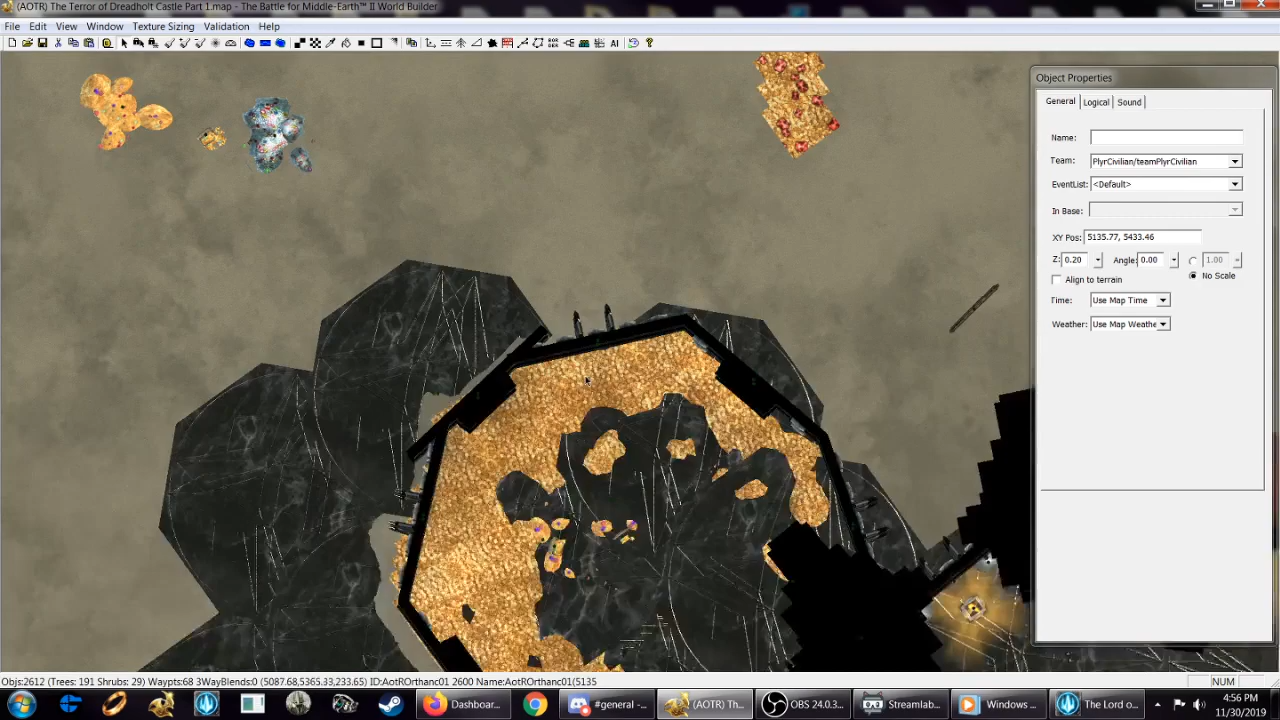 (AOTR) The Terror of Dreadholt Castle Part 1.map - The Battle for Middle-Earth™ II World Builder
File Edit View Window Texture Sizing Validation Help
AI
Object Properties
General Logical Sound
Name:
Team: PlyrCivilian/teamPlyrCivilian
EventList: <Default>
In Base:
XY Pos: 5135.77, 5433.46
Z: 0.20 Angle: 0.00 1.00
No Scale
Align to terrain
Time: Use Map Time
Weather: Use Map Weathe
Objs:2612 (Trees: 191 Shrubs: 29) Waypts:68 3WayBlends:0 (5087.68,5365.33,233.65) ID:AotROrthanc01 2600 Name:AotROrthanc01(5135
NUM
Dashboar... #general -... (AOTR) Th... OBS 24.0.3... Streamlab... Windows ... The Lord o...
4:56 PM
11/30/2019